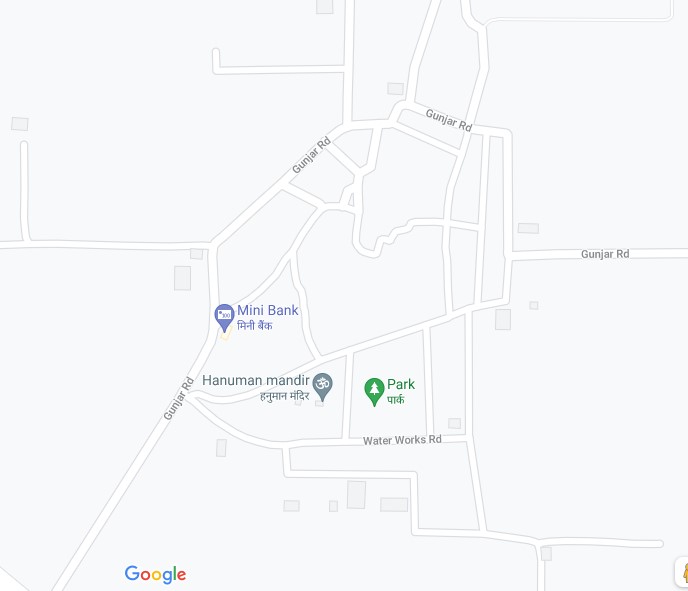 Gunjar Rd
Gunjar Rd
Gunjar Rd
Mini Bank
मिनी बैंक
Hanuman mandir
हनुमान मंदिर
Park
पार्क
Gunjar Rd
Water Works Rd
Google